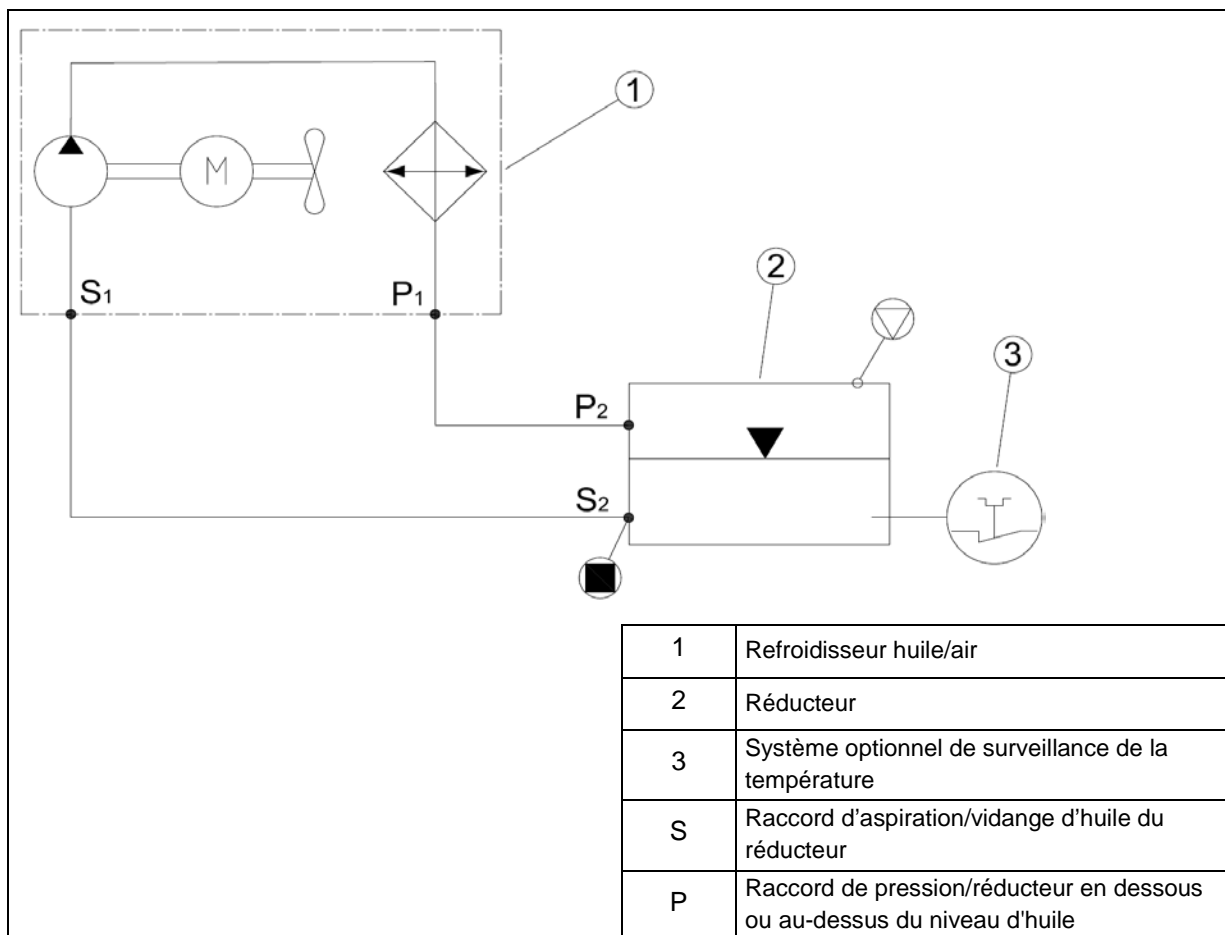 1
M
S1
P1
2
3
P2
S2
1 Refroidisseur huile/air
2 Réducteur
3 Système optionnel de surveillance de la
température
S Raccord d’aspiration/vidange d’huile du
réducteur
P Raccord de pression/réducteur en dessous
ou au-dessus du niveau d'huile